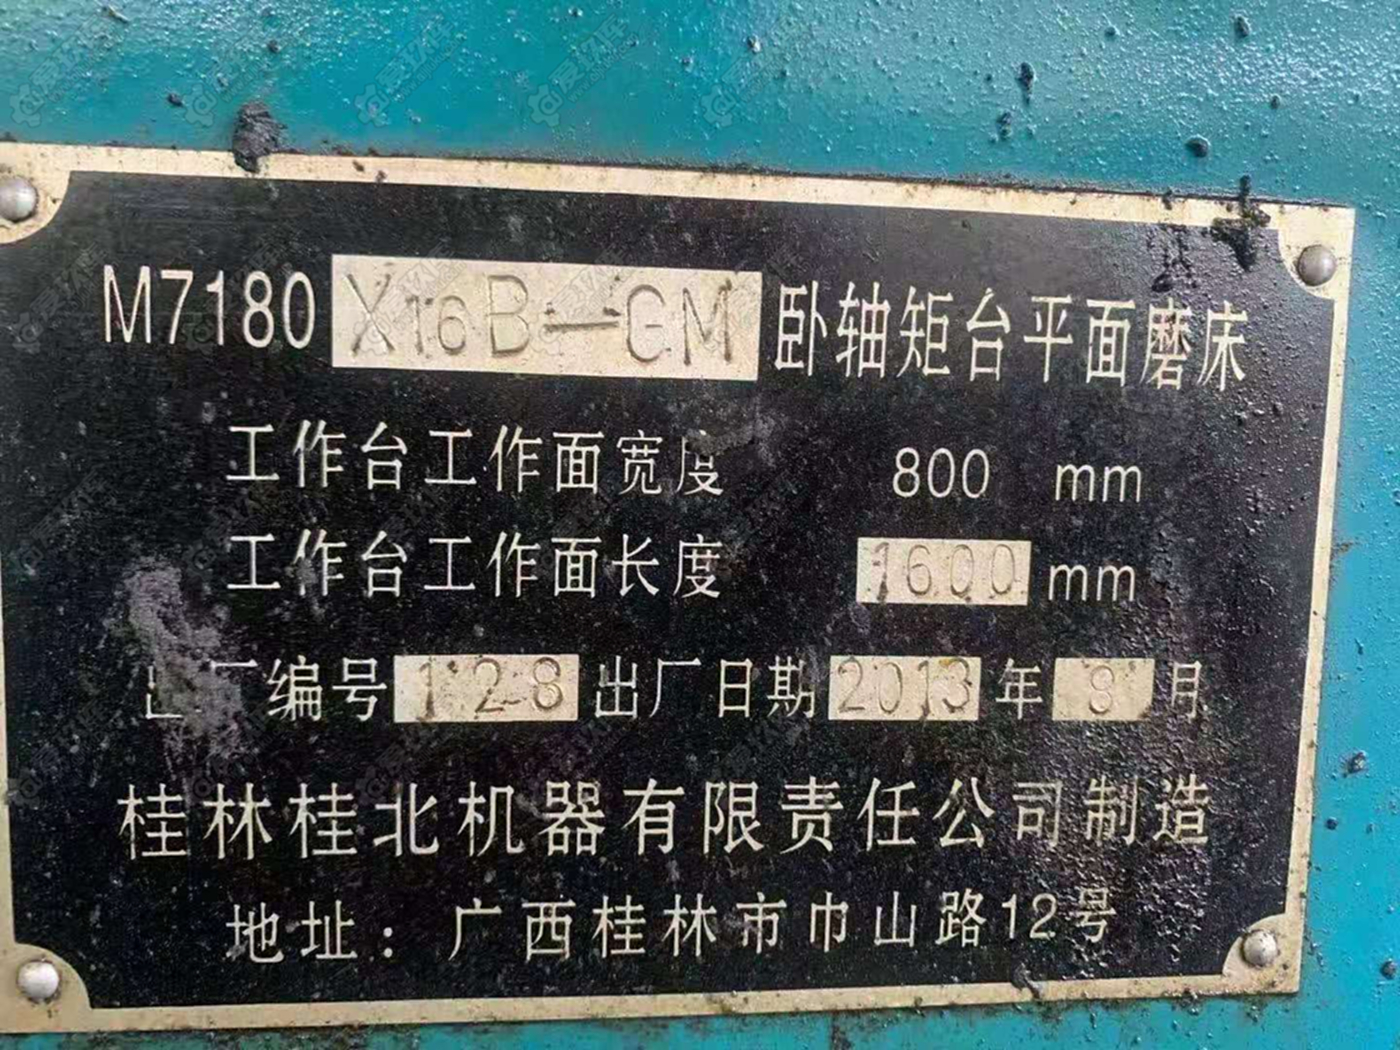 M7180X16B-GM 卧轴矩台平面磨床
工作台工作面宽度 800 mm
工作台工作面长度 1600 mm
编号 128 出厂日期 2013 年 月
桂林桂北机器有限责任公司制造
地址：广西桂林市巾山路12号